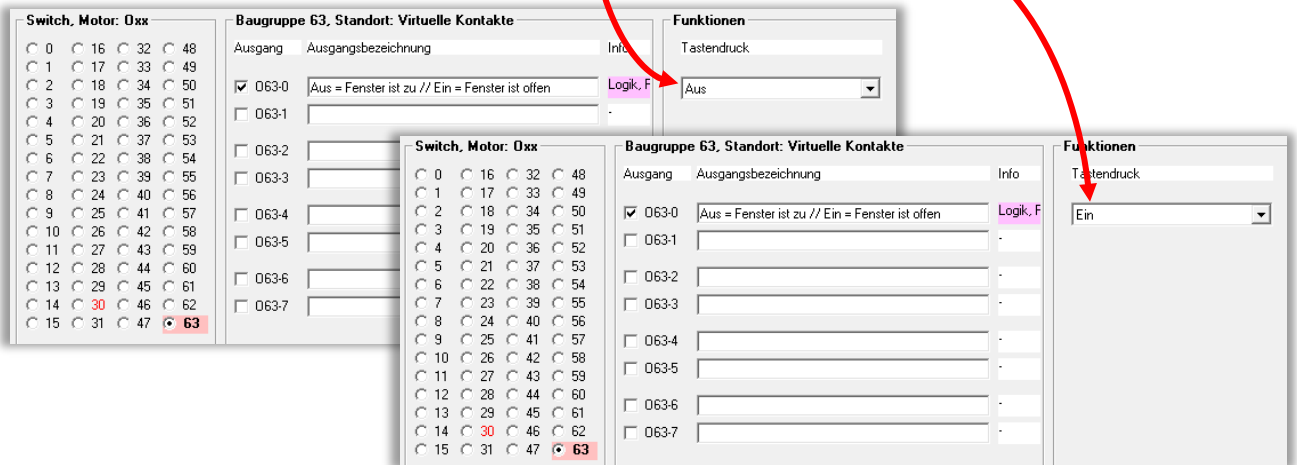 Switch, Motor: Oxx
0 16 32 48
1 17 33 49
2 18 34 50
3 19 35 51
4 20 36 52
5 21 37 53
6 22 38 54
7 23 39 55
8 24 40 56
9 25 41 57
10 26 42 58
11 27 43 59
12 28 44 60
13 29 45 61
14 30 46 62
15 31 47 63
Baugruppe 63, Standort: Virtuelle Kontakte
Ausgang Ausgangsbezeichnung Info
O63-0 Aus = Fenster ist zu // Ein = Fenster ist offen Logik, F
O63-1 -
O63-2
O63-3
O63-4
O63-5
O63-6
O63-7
Funktionen
Tastendruck
Aus
Switch, Motor: Oxx
0 16 32 48
1 17 33 49
2 18 34 50
3 19 35 51
4 20 36 52
5 21 37 53
6 22 38 54
7 23 39 55
8 24 40 56
9 25 41 57
10 26 42 58
11 27 43 59
12 28 44 60
13 29 45 61
14 30 46 62
15 31 47 63
Baugruppe 63, Standort: Virtuelle Kontakte
Ausgang Ausgangsbezeichnung Info
O63-0 Aus = Fenster ist zu // Ein = Fenster ist offen Logik, F
O63-1 -
O63-2 -
O63-3 -
O63-4 -
O63-5 -
O63-6 -
O63-7 -
Funktionen
Tastendruck
Ein